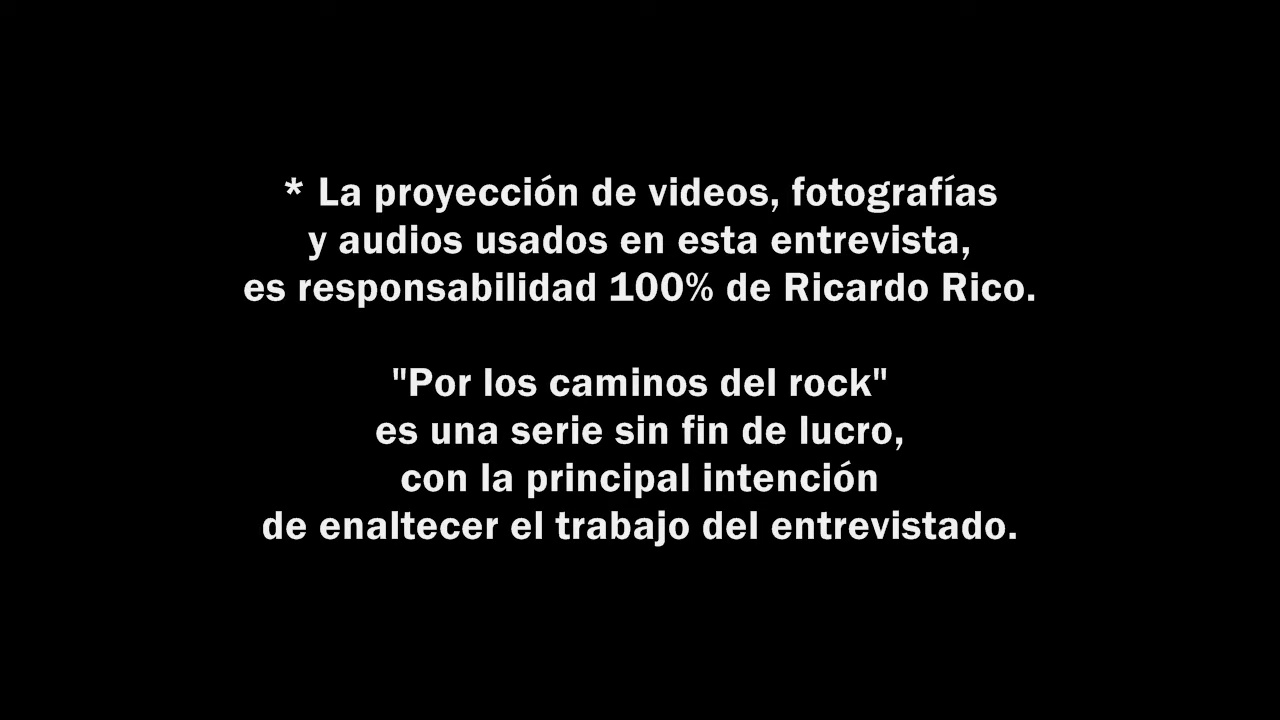 * La proyección de videos, fotografías
y audios usados en esta entrevista,
es responsabilidad 100% de Ricardo Rico.
"Por los caminos del rock"
es una serie sin fin de lucro,
con la principal intención
de enaltecer el trabajo del entrevistado.